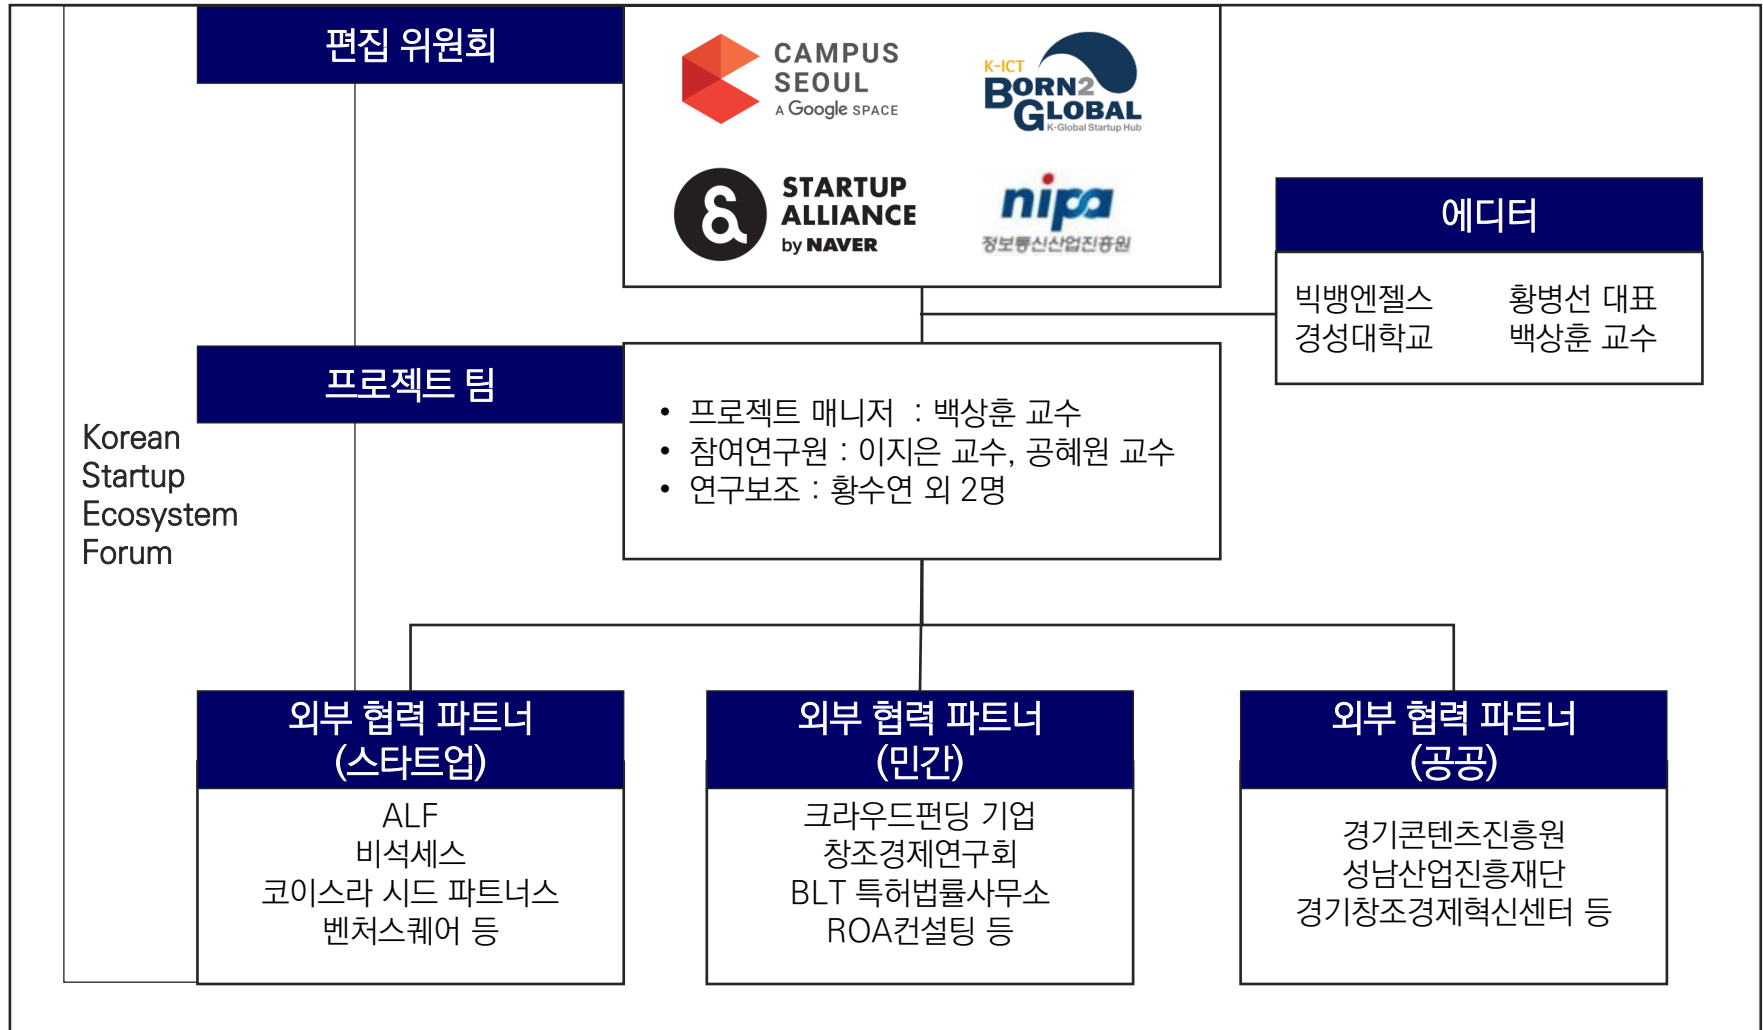 편집 위원회
CAMPUS
SEOUL
A Google SPACE
K-ICT
BORN2
GLOBAL
K-Global Startup Hub
STARTUP
ALLIANCE
by NAVER
nipa
정보통신산업진흥원
에디터
빅뱅엔젤스 황병선 대표
경성대학교 백상훈 교수
프로젝트 팀
• 프로젝트 매니저 : 백상훈 교수
• 참여연구원 : 이지은 교수, 공혜원 교수
• 연구보조 : 황수연 외 2명
Korean
Startup
Ecosystem
Forum
외부 협력 파트너
(스타트업)
ALF
비석세스
코이스라 시드 파트너스
벤처스퀘어 등
외부 협력 파트너
(민간)
크라우드펀딩 기업
창조경제연구회
BLT 특허법률사무소
ROA컨설팅 등
외부 협력 파트너
(공공)
경기콘텐츠진흥원
성남산업진흥재단
경기창조경제혁신센터 등